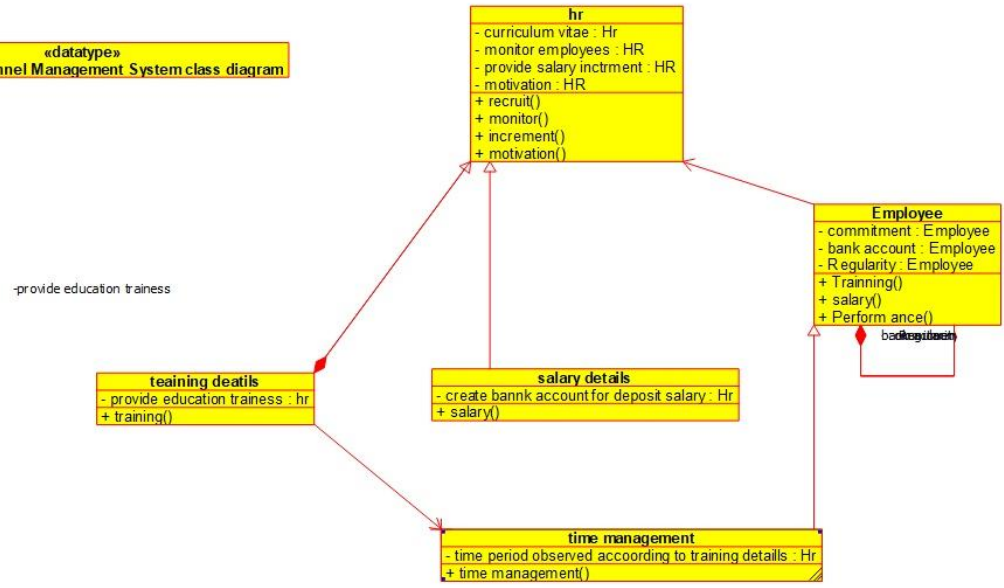 hr
- curriculum vitae : Hr
- monitor employees : HR
- provide salary inctrment : HR
- motivation : HR
+ recruit()
+ monitor()
+ increment()
+ motivation()
«datatype»
nnel Management System class diagram
Employee
- commitment : Employee
- bank account : Employee
- Regularity : Employee
+ Trainning()
+ salary()
+ Perform ance()
-provide education trainess
teaining deatils
- provide education trainess : hr
+ training()
salary details
- create bannk account for deposit salary : Hr
+ salary()
time management
- time period observed accoording to training detaills : Hr
+ time management()